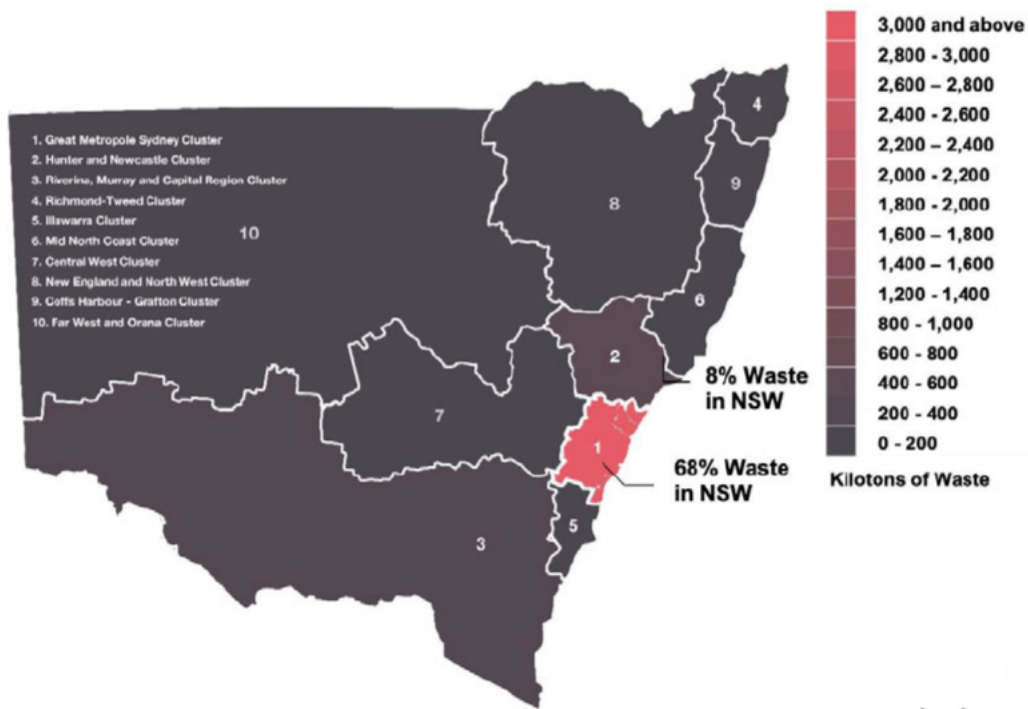 1. Great Metropole Sydney Cluster
2. Hunter and Newcastle Cluster
3. Riverina, Murray and Capital Region Cluster
4. Richmond-Tweed Cluster
5. Illawarra Cluster
6. Mid North Coast Cluster
7. Central West Cluster
8. New England and North West Cluster
9. Coffs Harbour - Grafton Cluster
10. Far West and Orana Cluster
10
8
4
9
6
2
7
1
3
5
8% Waste
in NSW
68% Waste
in NSW
3,000 and above
2,800 - 3,000
2,600 – 2,800
2,400 - 2,600
2,200 – 2,400
2,000 - 2,200
1,800 - 2,000
1,600 – 1,800
1,400 – 1,600
1,200 - 1,400
800 - 1,000
600 - 800
400 - 600
200 - 400
0 - 200
Kilotons of Waste